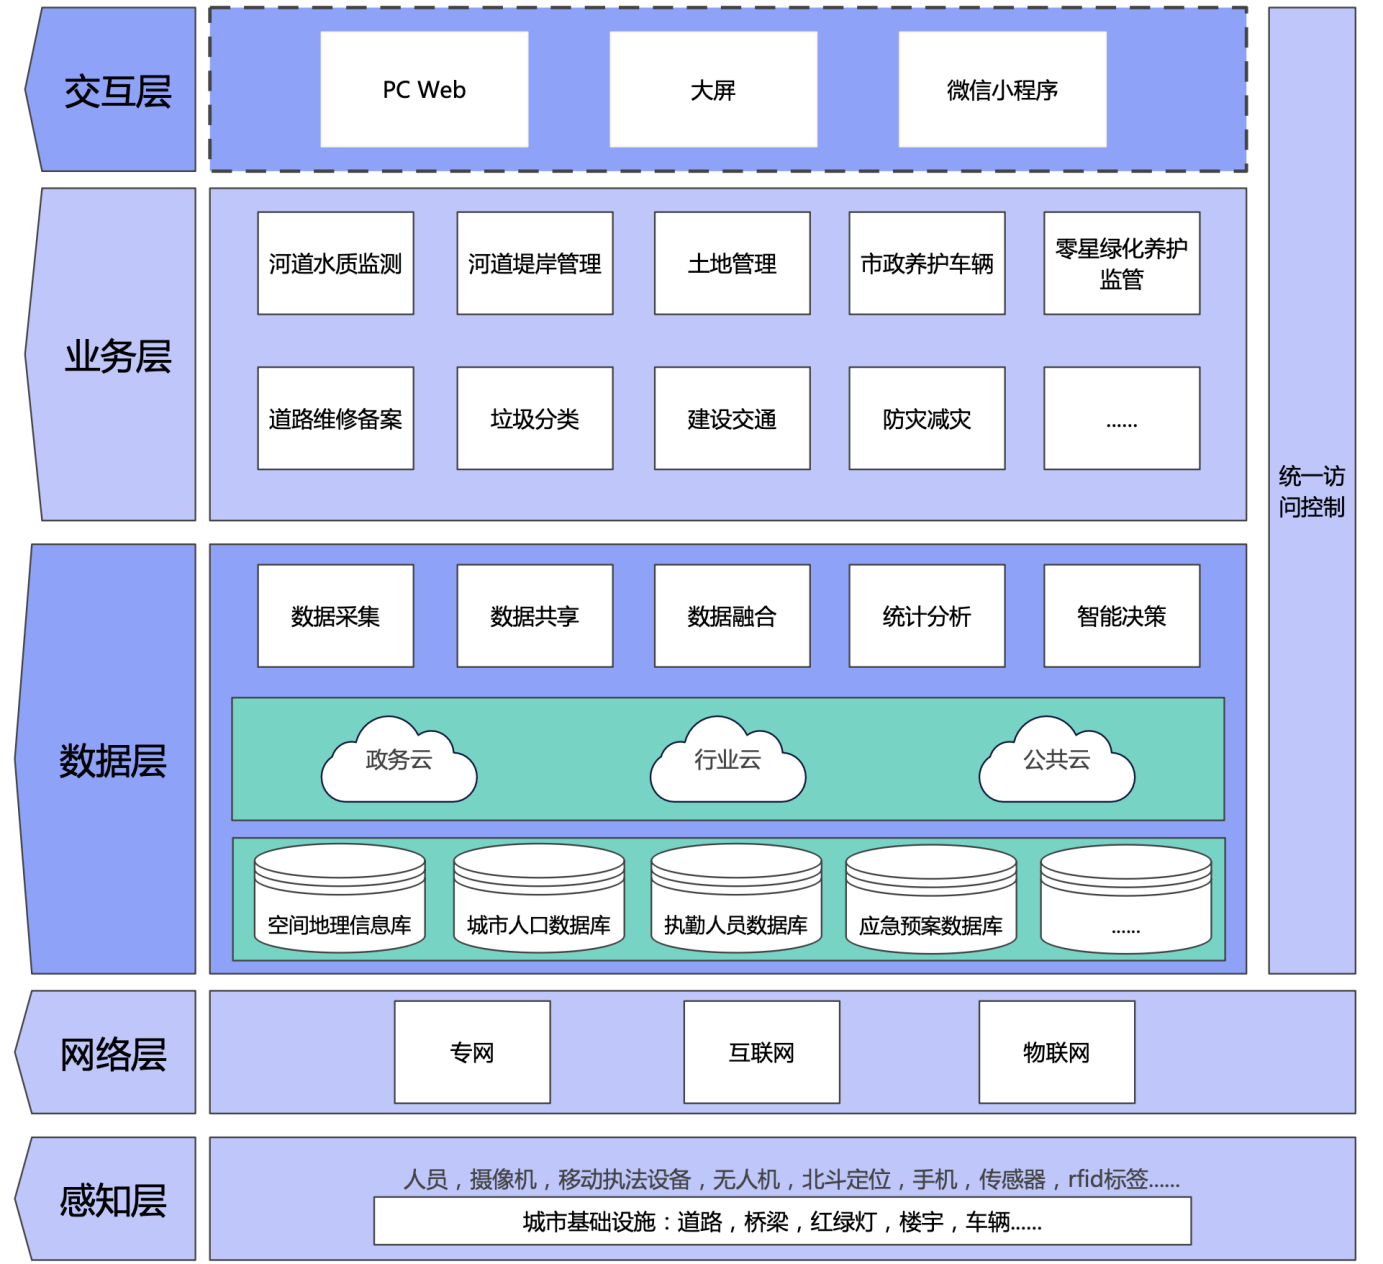 交互层
PC Web
大屏
微信小程序
业务层
河道水质监测
河道堤岸管理
土地管理
市政养护车辆
零星绿化养护
监管
道路维修备案
垃圾分类
建设交通
防灾减灾
......
统一访
问控制
数据层
数据采集
数据共享
数据融合
统计分析
智能决策
政务云
行业云
公共云
空间地理信息库
城市人口数据库
执勤人员数据库
应急预案数据库
......
网络层
专网
互联网
物联网
感知层
人员，摄像机，移动执法设备，无人机，北斗定位，手机，传感器，rfid标签......
城市基础设施：道路，桥梁，红绿灯，楼宇，车辆......